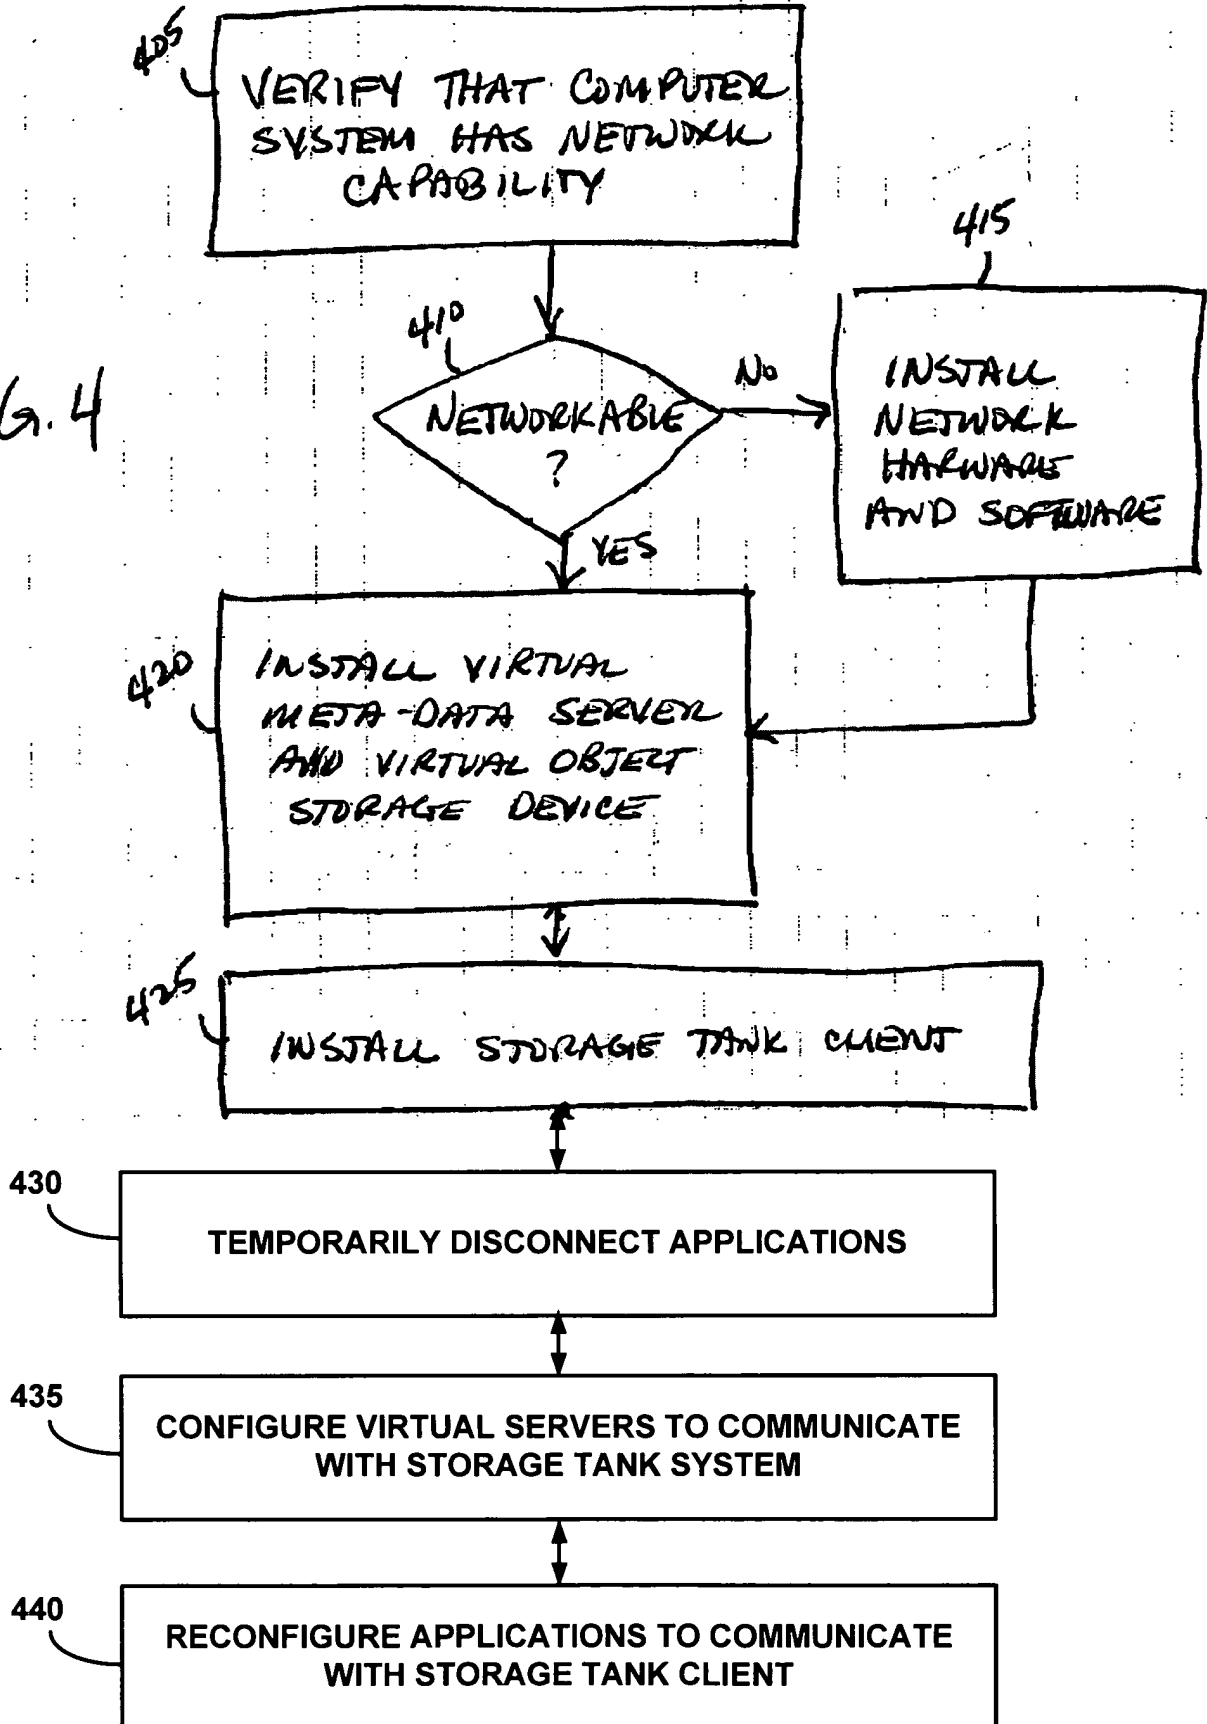 405
VERIFY THAT COMPUTER
SYSTEM HAS NETWORK
CAPABILITY
415
410
G. 4
NETWORKABLE
?
NO
INSTALL
NETWORK
HARWARE
AND SOFTWARE
YES
420
INSTALL VIRTUAL
META-DATA SERVER
AND VIRTUAL OBJECT
STORAGE DEVICE
425
INSTALL STORAGE TANK CLIENT
430
TEMPORARILY DISCONNECT APPLICATIONS
435
CONFIGURE VIRTUAL SERVERS TO COMMUNICATE
WITH STORAGE TANK SYSTEM
440
RECONFIGURE APPLICATIONS TO COMMUNICATE
WITH STORAGE TANK CLIENT